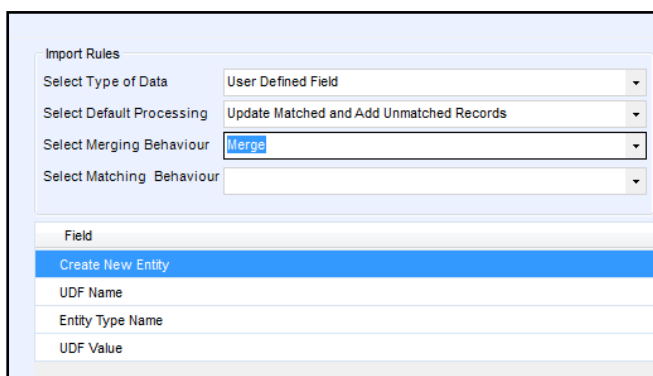 Import Rules
Select Type of Data User Defined Field
Select Default Processing Update Matched and Add Unmatched Records
Select Merging Behaviour Merge
Select Matching Behaviour
Field
Create New Entity
UDF Name
Entity Type Name
UDF Value